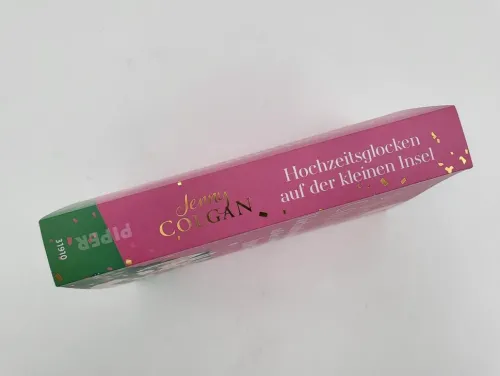 Jenny
COLGAN
Hochzeitsglocken
auf der kleinen Insel
PIPER
31910